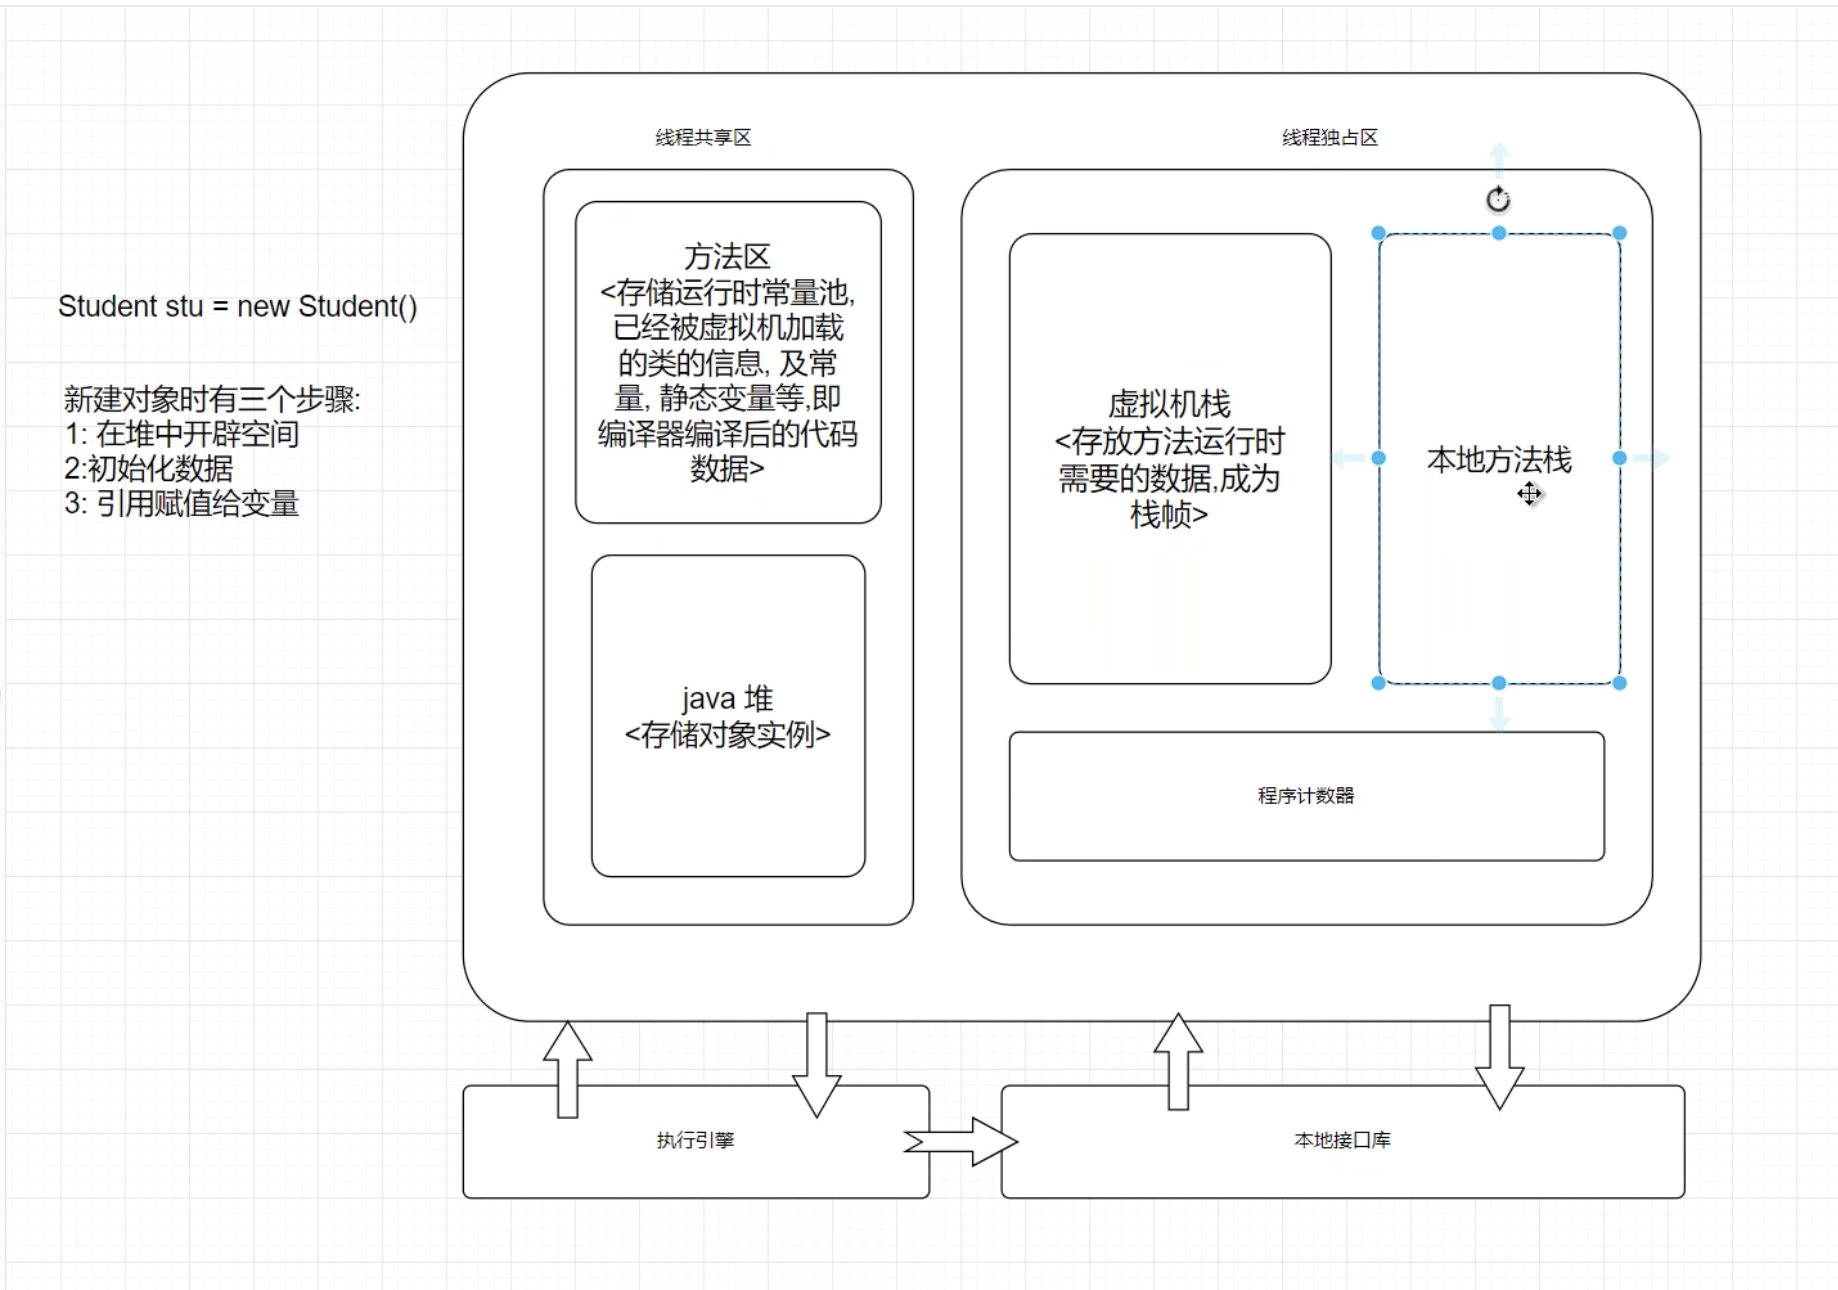 Student stu = new Student()
新建对象时有三个步骤:
1: 在堆中开辟空间
2:初始化数据
3: 引用赋值给变量
线程共享区
方法区
<存储运行时常量池,
已经被虚拟机加载
的类的信息, 及常
量, 静态变量等,即
编译器编译后的代码
数据>
java 堆
<存储对象实例>
线程独占区
虚拟机栈
<存放方法运行时
需要的数据,成为
栈帧>
本地方法栈
程序计数器
执行引擎
本地接口库